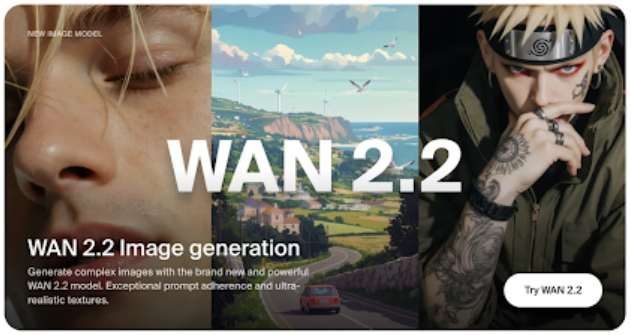 NEW IMAGE MODEL
WAN 2.2
WAN 2.2 Image generation
Generate complex images with the brand new and powerful
WAN 2.2 model. Exceptional prompt adherence and ultra-
realistic textures.
Try WAN 2.2